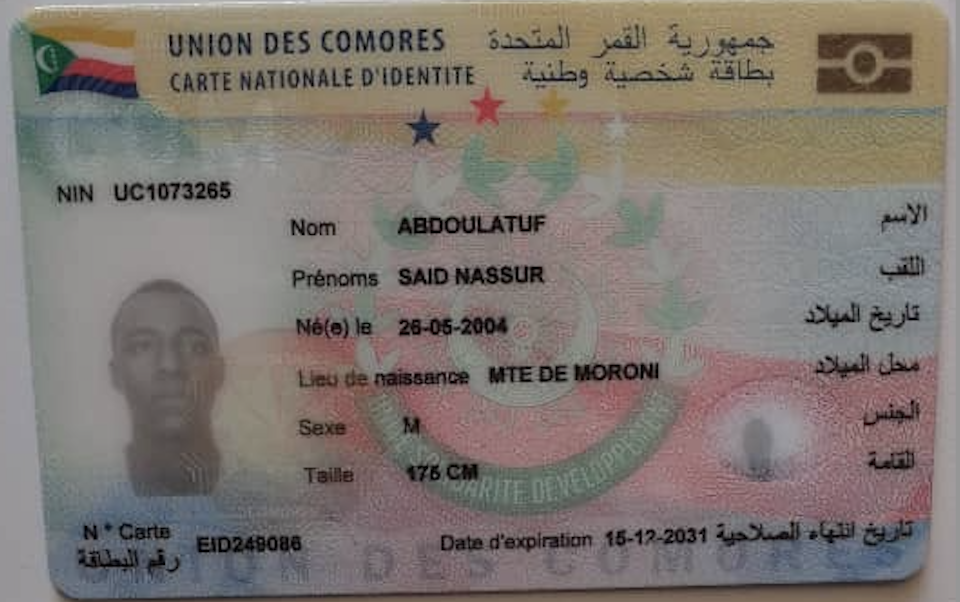 UNION DES COMORES جمهورية القمر المتحدة
CARTE NATIONALE D'IDENTITE بطاقة شخصية وطنية
NIN UC1073265
Nom ABDOULATUF الاسم
Prénoms SAID NASSUR اللقب
Né(e) le 26-05-2004 تاريخ الميلاد
Lieu de naissance MTE DE MORONI محل الميلاد
Sexe M الجنس
Taille 175 CM القامة
DEVELOPPEMENT
N° Carte EID249086 Date d'expiration 15-12-2031 تاريخ انتهاء الصلاحية
رقم البطاقة
UNION DES COMORES